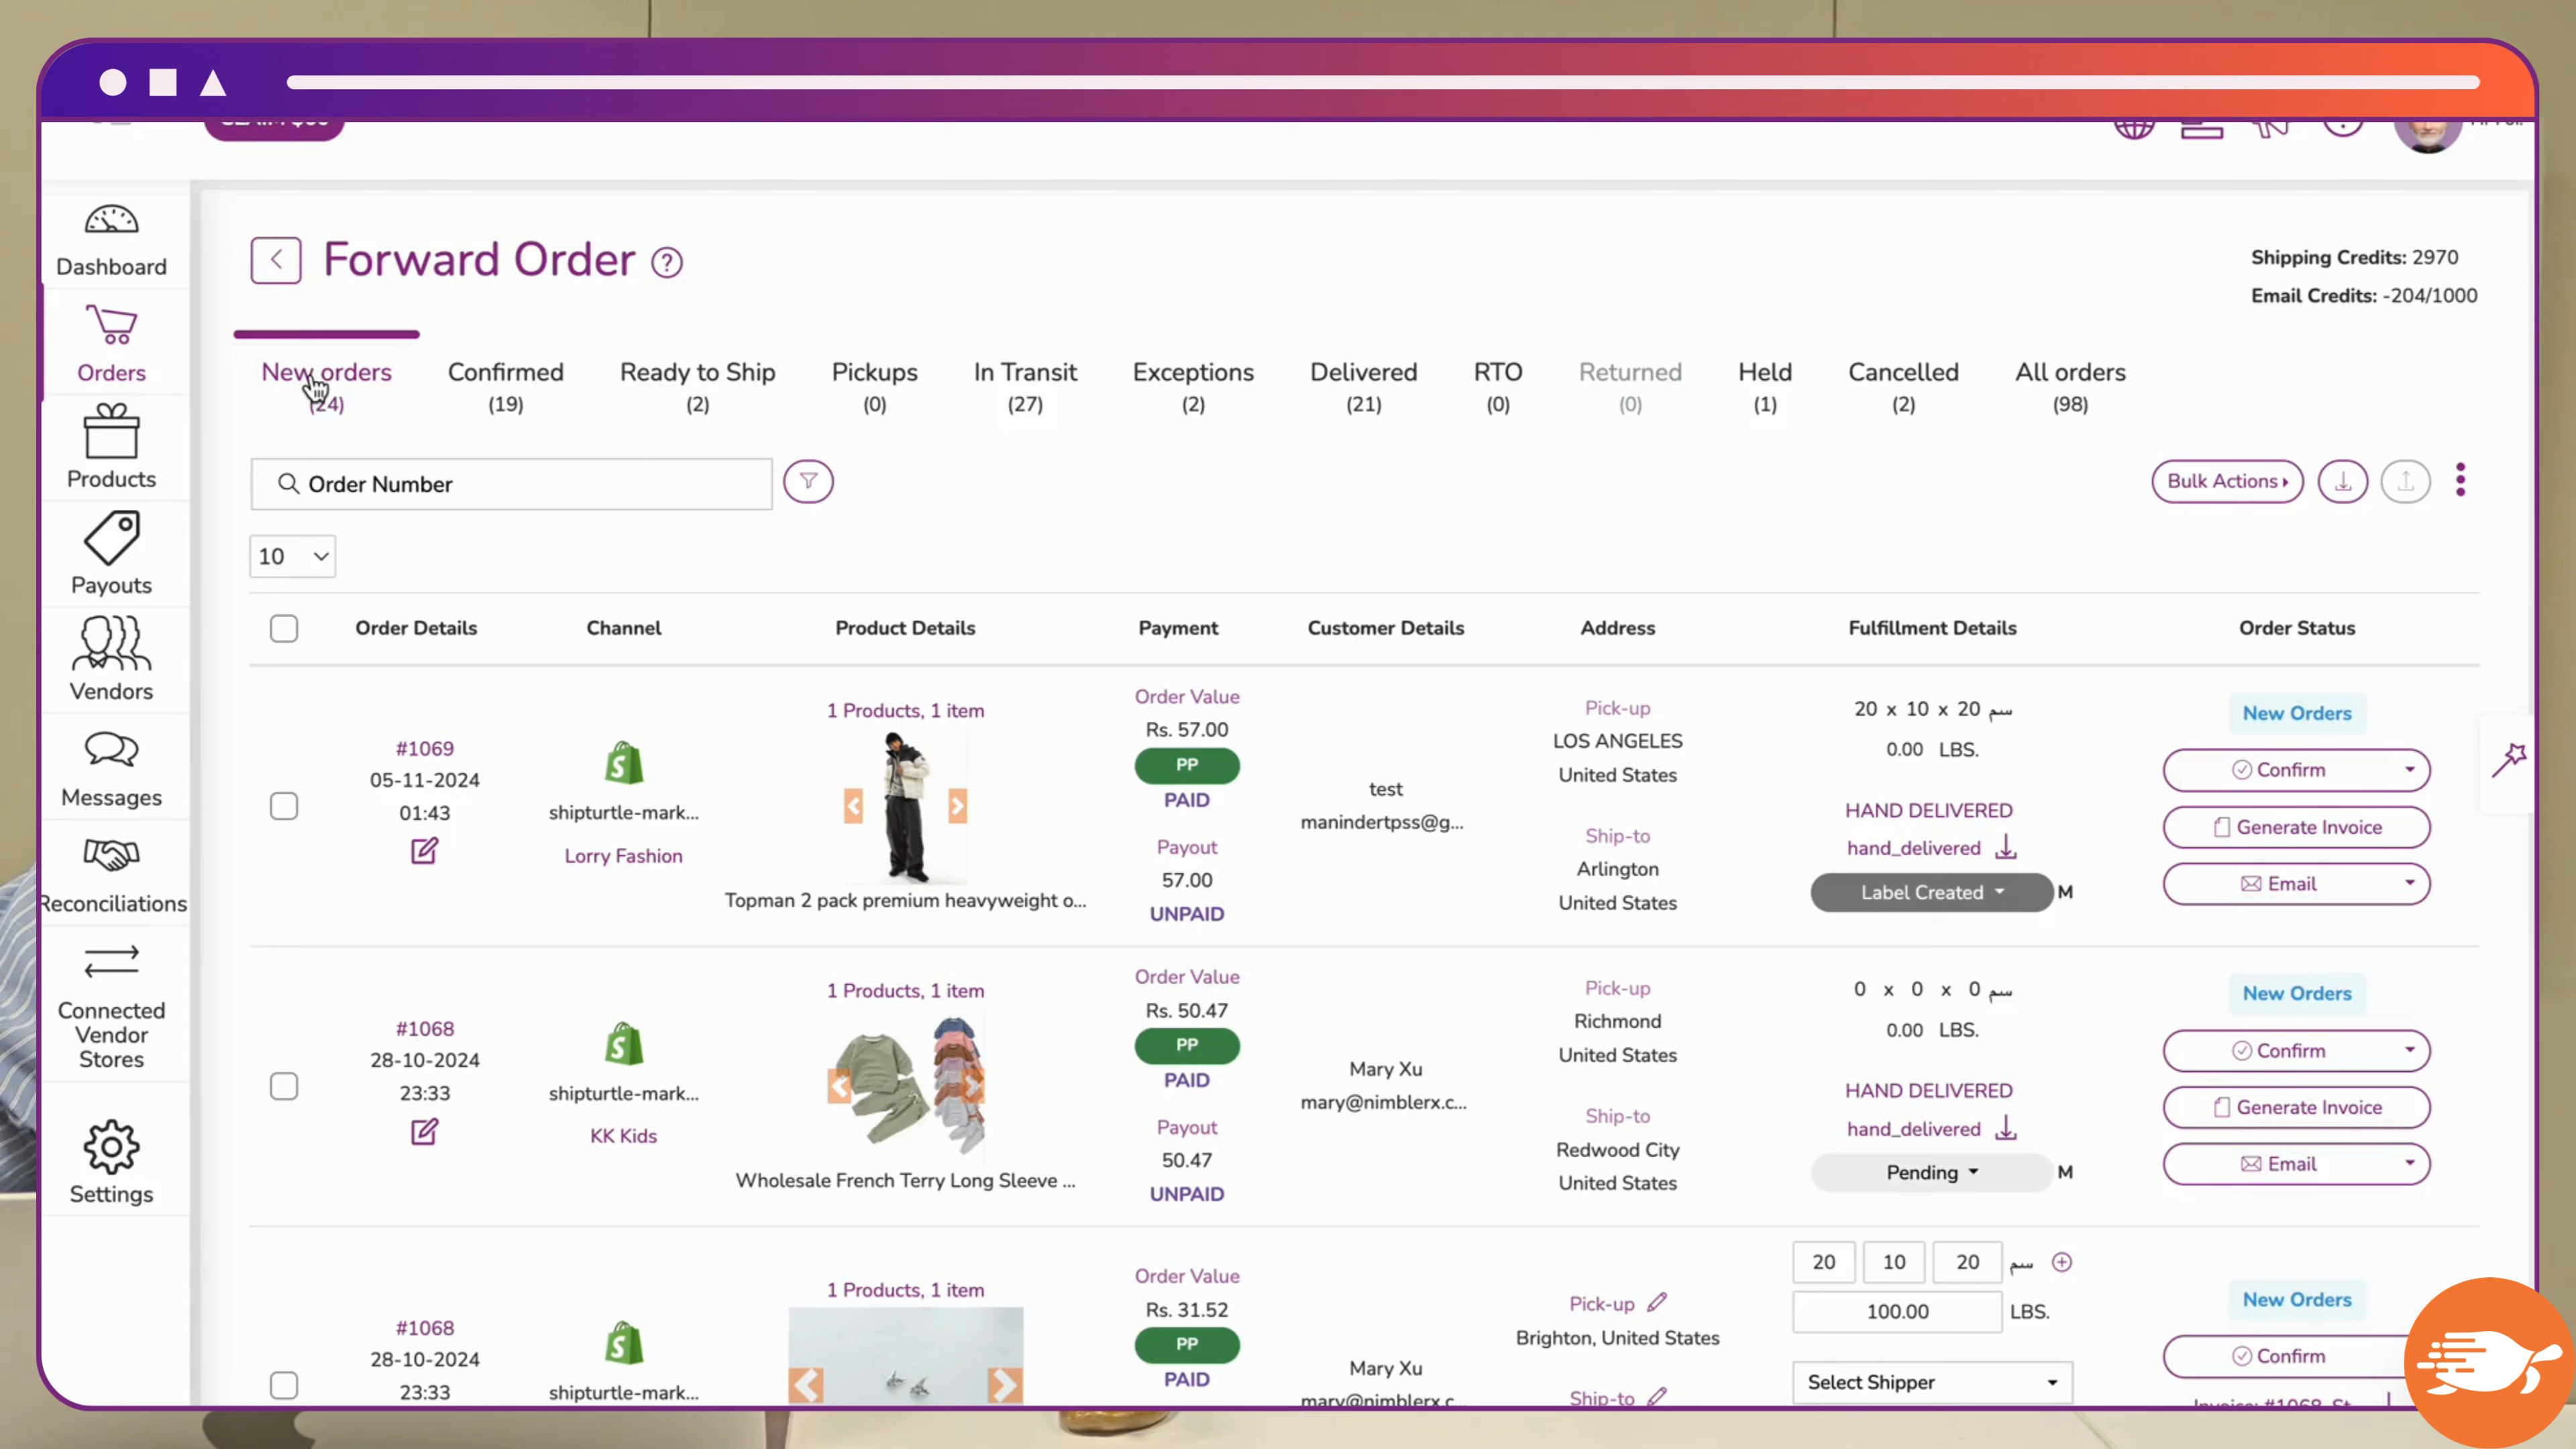 Dashboard
Orders
Products
Payouts
Vendors
Messages
Reconciliations
Connected
Vendor
Stores
Settings
Forward Order
Shipping Credits: 2970
Email Credits: -204/1000
New orders
(24)
Confirmed
(19)
Ready to Ship
(2)
Pickups
(0)
In Transit
(27)
Exceptions
(2)
Delivered
(21)
RTO
(0)
Returned
(0)
Held
(1)
Cancelled
(2)
All orders
(98)
Order Number
Bulk Actions
10
Order Details
Channel
Product Details
Payment
Customer Details
Address
Fulfillment Details
Order Status
#1069
05-11-2024
01:43
shipturtle-mark...
Lorry Fashion
1 Products, 1 item
Topman 2 pack premium heavyweight o...
Order Value
Rs. 57.00
PP
PAID
Payout
57.00
UNPAID
test
manindertpss@g...
Pick-up
LOS ANGELES
United States
Ship-to
Arlington
United States
20 x 10 x 20 سم
0.00 LBS.
HAND DELIVERED
hand_delivered
Label Created M
New Orders
Confirm
Generate Invoice
Email
#1068
28-10-2024
23:33
shipturtle-mark...
KK Kids
1 Products, 1 item
Wholesale French Terry Long Sleeve ...
Order Value
Rs. 50.47
PP
PAID
Payout
50.47
UNPAID
Mary Xu
mary@nimblerx.c...
Pick-up
Richmond
United States
Ship-to
Redwood City
United States
0 x 0 x 0 سم
0.00 LBS.
HAND DELIVERED
hand_delivered
Pending M
New Orders
Confirm
Generate Invoice
Email
#1068
28-10-2024
23:33
shipturtle-mark...
1 Products, 1 item
Order Value
Rs. 31.52
PP
PAID
Mary Xu
mary@nimblerx.c...
Pick-up
Brighton, United States
Ship-to
20 10 20 سم
100.00 LBS.
Select Shipper
New Orders
Confirm
Invoice: #1068